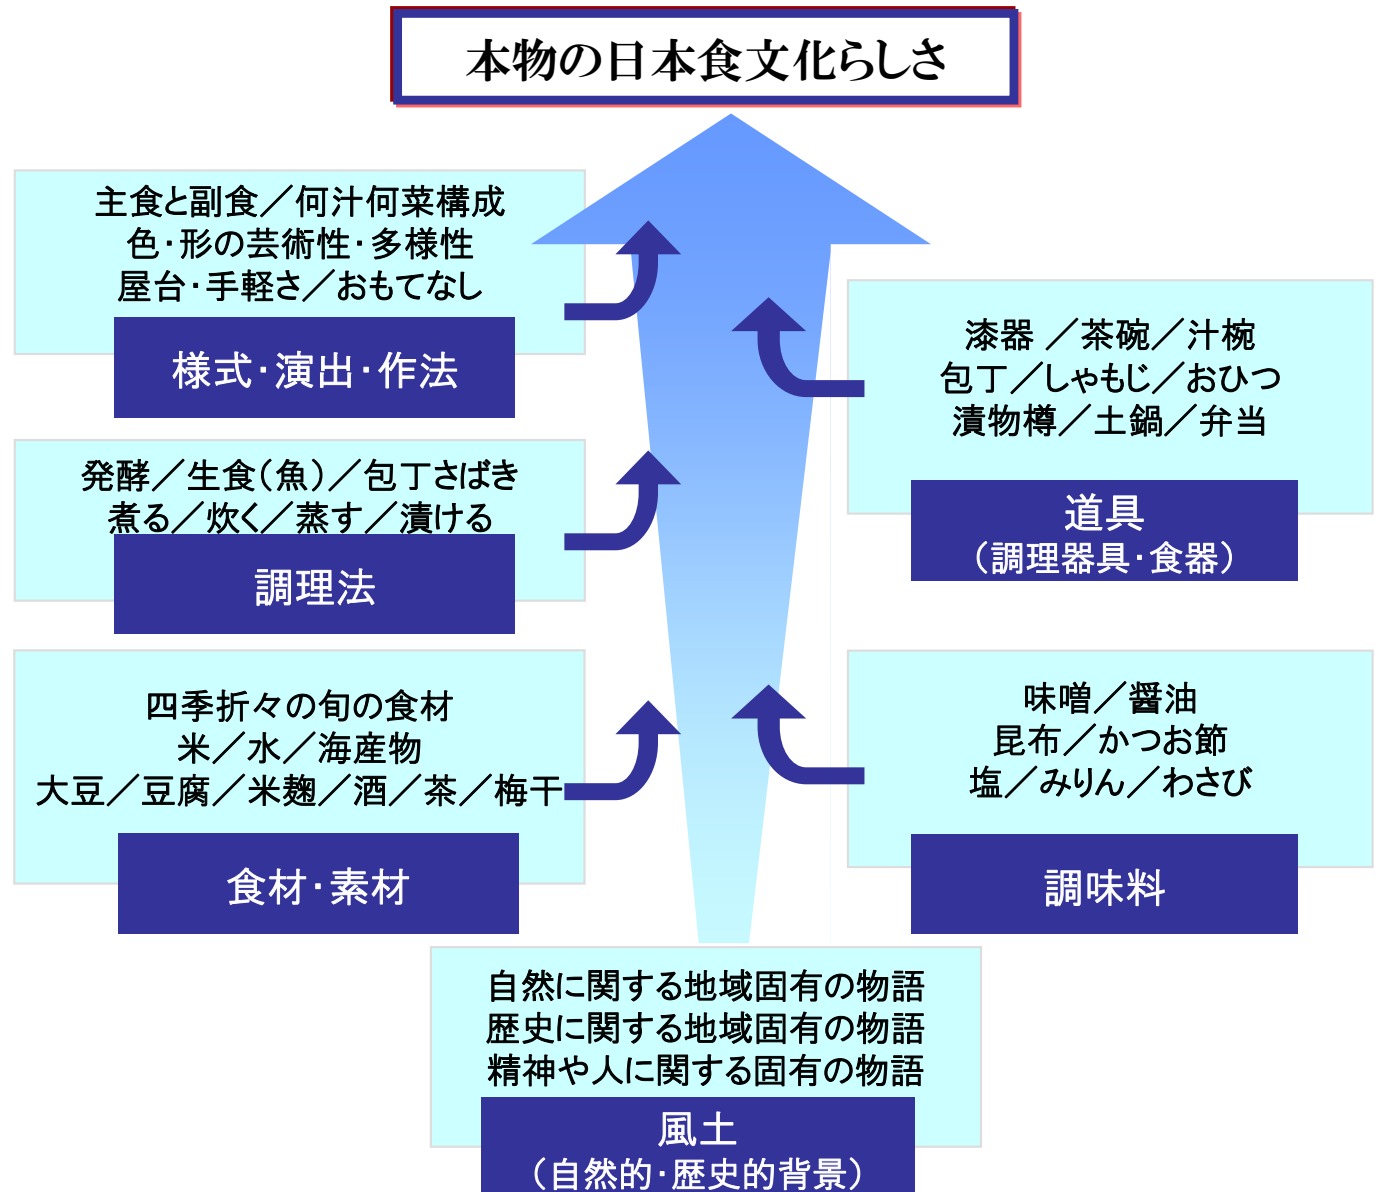 本物の日本食文化らしさ
主食と副食／何汁何菜構成
色・形の芸術性・多様性
屋台・手軽さ／おもてなし
様式・演出・作法
漆器 ／茶碗／汁椀
包丁／しゃもじ／おひつ
漬物樽／土鍋／弁当
道具
（調理器具・食器）
発酵／生食（魚）／包丁さばき
煮る／炊く／蒸す／漬ける
調理法
四季折々の旬の食材
米／水／海産物
大豆／豆腐／米麹／酒／茶／梅干
食材・素材
味噌／醤油
昆布／かつお節
塩／みりん／わさび
調味料
自然に関する地域固有の物語
歴史に関する地域固有の物語
精神や人に関する固有の物語
風土
（自然的・歴史的背景）